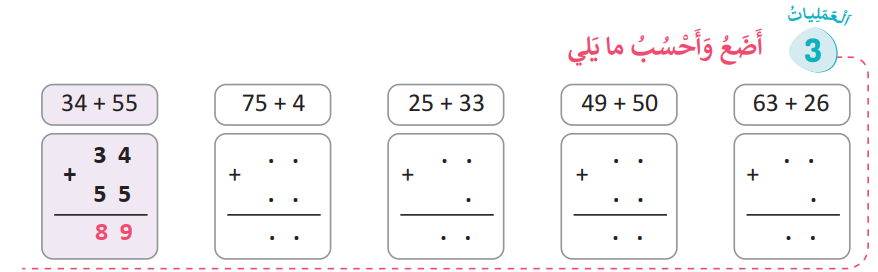 اَلْعَمَلِياتُ
3 أَضَعُ وَأَحْسُبُ ما يَلي
34 + 55
75 + 4
25 + 33
49 + 50
63 + 26
3 4
+
5 5
8 9
. .
+
. .
. .
. .
+
.
. .
. .
+
. .
. .
. .
+
.
. .